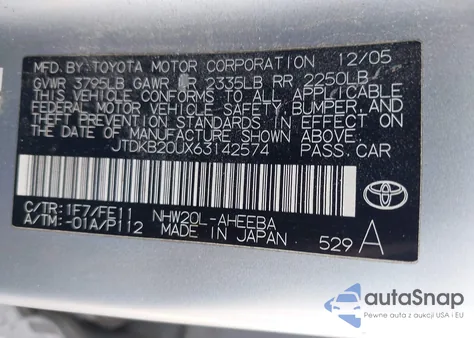 MFD. BY: TOYOTA MOTOR CORPORATION 12/05
GVWR 3795LB GAWR FR 2335LB RR 2250LB
THIS VEHICLE CONFORMS TO ALL APPLICABLE
FEDERAL MOTOR VEHICLE SAFETY, BUMPER, AND
THEFT PREVENTION STANDARDS IN EFFECT ON
THE DATE OF MANUFACTURE SHOWN ABOVE.
JTDKB20UX63142574 PASS. CAR
C/TR: 1F7/FE11 NHW20L-AHEEBA
A/TM: -01A/P112 MADE IN JAPAN 529 A
TOYOTA
autoSnap
Pewne auta z aukcji USA i EU